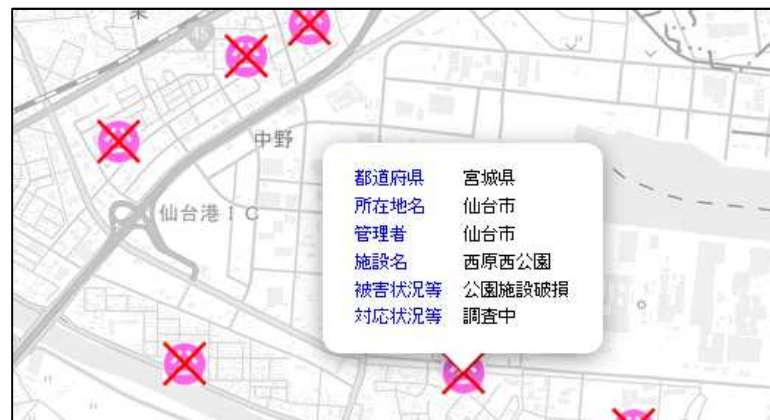 45
中野
仙台港IC
都道府県 宮城県
所在地名 仙台市
管理者 仙台市
施設名 西原西公園
被害状況等 公園施設破損
対応状況等 調査中